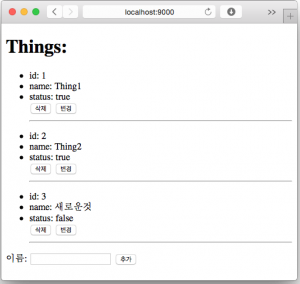 localhost:9000
Things:
id: 1
name: Thing1
status: true
삭제 변경
id: 2
name: Thing2
status: true
삭제 변경
id: 3
name: 새로운것
status: false
삭제 변경
이름: 추가